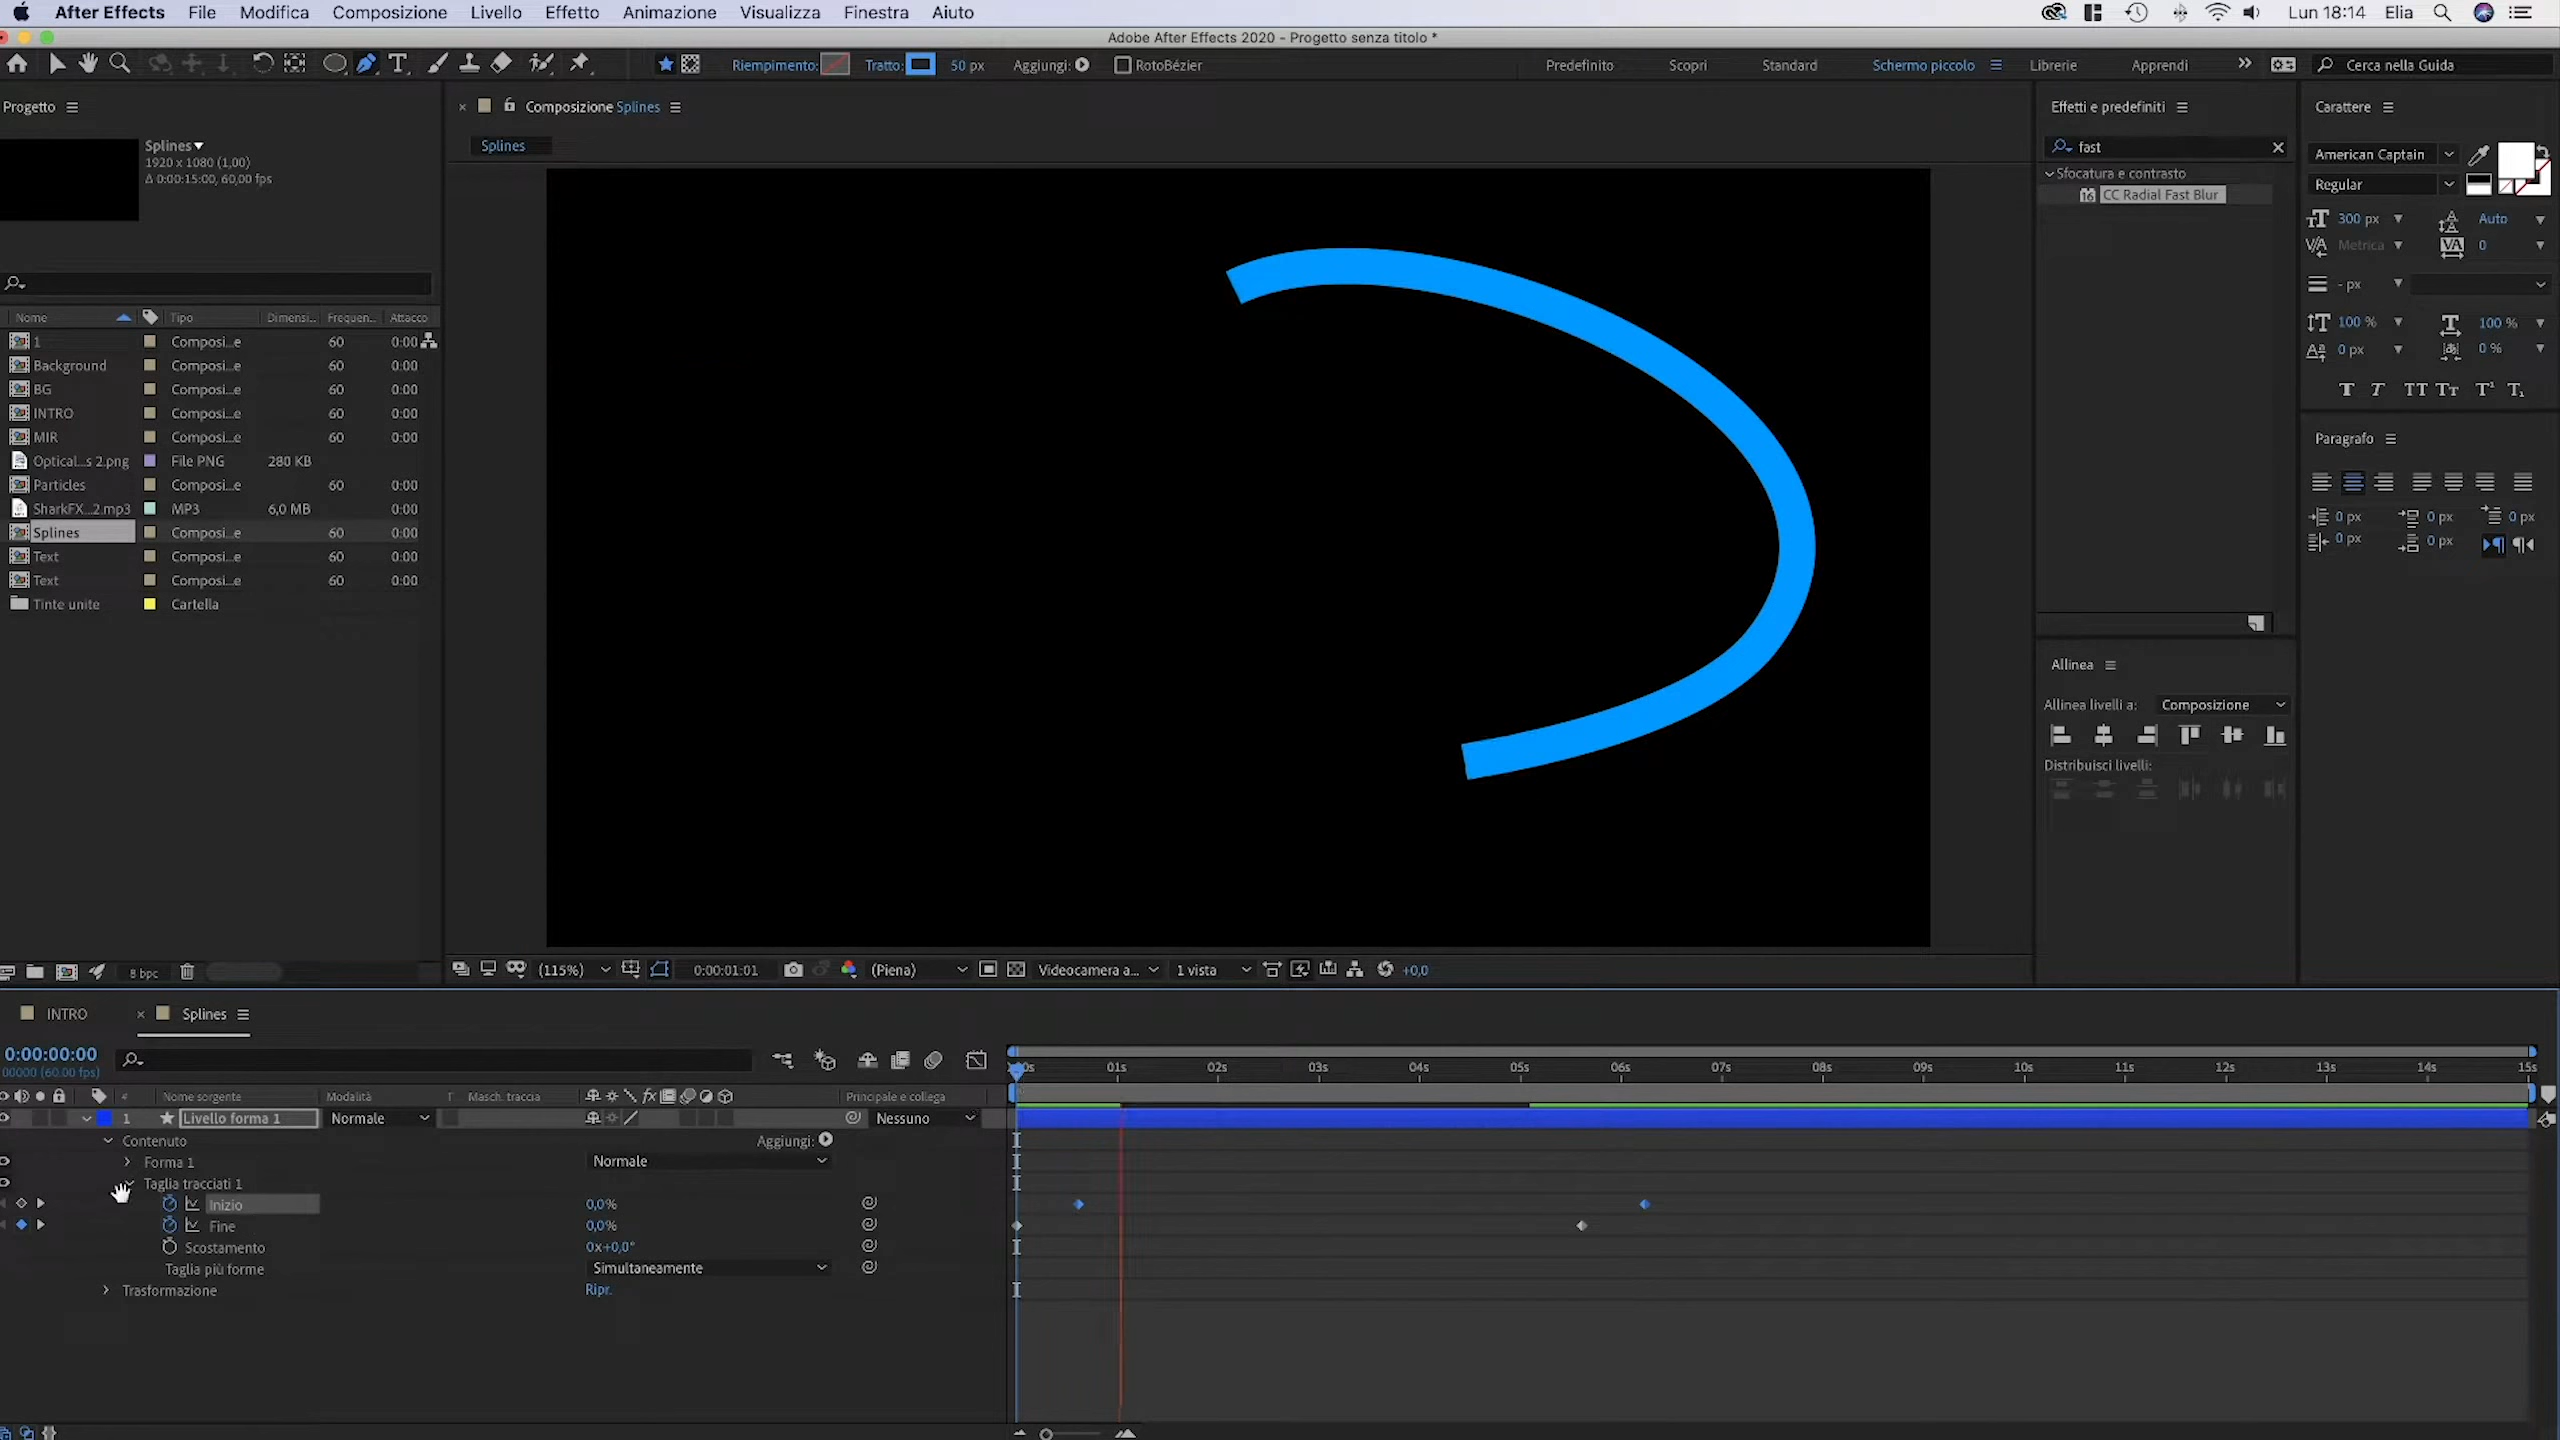 After Effects File Modifica Composizione Livello Effetto Animazione Visualizza Finestra Aiuto Lun 18:14 Elia
Adobe After Effects 2020 - Progetto senza titolo *
Riempimento: Tratto: 50 px Aggiungi: RotoBézier Predefinito Scopri Standard Schermo piccolo Librerie Apprendi Cerca nella Guida
Progetto
Splines
1920 x 1080 (1,00)
Δ 0:00:15:00, 60,00 fps
Nome Tipo Dimensi... Frequen... Attacco
1 Composi...e 60 0:00
Background Composi...e 60 0:00
BG Composi...e 60 0:00
INTRO Composi...e 60 0:00
MIR Composi...e 60 0:00
Optical...s 2.png File PNG 280 KB
Particles Composi...e 60 0:00
SharkFX...2.mp3 MP3 6,0 MB 0:00
Splines Composi...e 60 0:00
Text Composi...e 60 0:00
Text Composi...e 60 0:00
Tinte unite Cartella
8 bpc
Composizione Splines
Splines
(115%) 0:00:01:01 (Piena) Videocamera a... 1 vista +0,0
Effetti e predefiniti
fast
Sfocatura e contrasto
CC Radial Fast Blur
Allinea
Allinea livelli a: Composizione
Distribuisci livelli:
Carattere
American Captain
Regular
300 px Auto
Metrica 0
- px
100 % 100 %
0 px 0 %
T T TT Tт T¹ T₁
Paragrafo
0 px 0 px 0 px
0 px 0 px
INTRO Splines
0:00:00:00
00000 (60.00 fps)
# Nome sorgente Modalità T Masch. traccia Principale e collega
1 Livello forma 1 Normale Nessuno
Contenuto Aggiungi:
Forma 1 Normale
Taglia tracciati 1
Inizio 0,0%
Fine 0,0%
Scostamento 0x+0,0°
Taglia più forme Simultaneamente
Trasformazione Ripr.
0s 01s 02s 03s 04s 05s 06s 07s 08s 09s 10s 11s 12s 13s 14s 15s